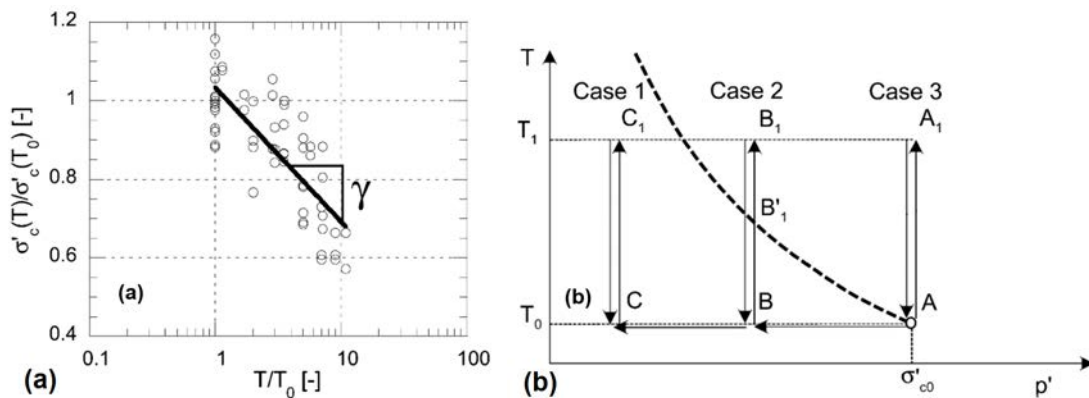 1.2
1
0.8
0.6
0.4
σ'c(T)/σ'c(T0) [-]
γ
(a)
0.1 1 10 100
(a)
T/T0 [-]
T
Case 1 Case 2 Case 3
T1 C1 B1 A1
B'1
(b)
C B A
T0
(b)
σ'c0
p'